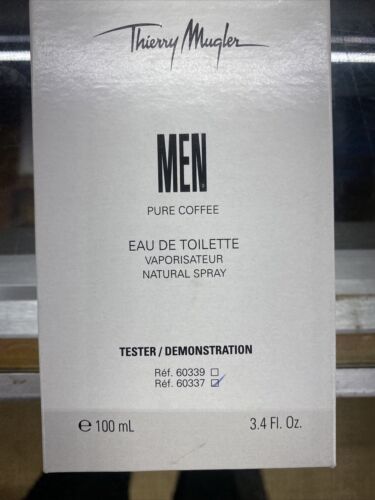 Thierry Mugler
MEN
PURE COFFEE
EAU DE TOILETTE
VAPORISATEUR
NATURAL SPRAY
TESTER / DEMONSTRATION
Réf. 60339 ☐
Réf. 60337 ☑
℮ 100 mL 3.4 Fl. Oz.